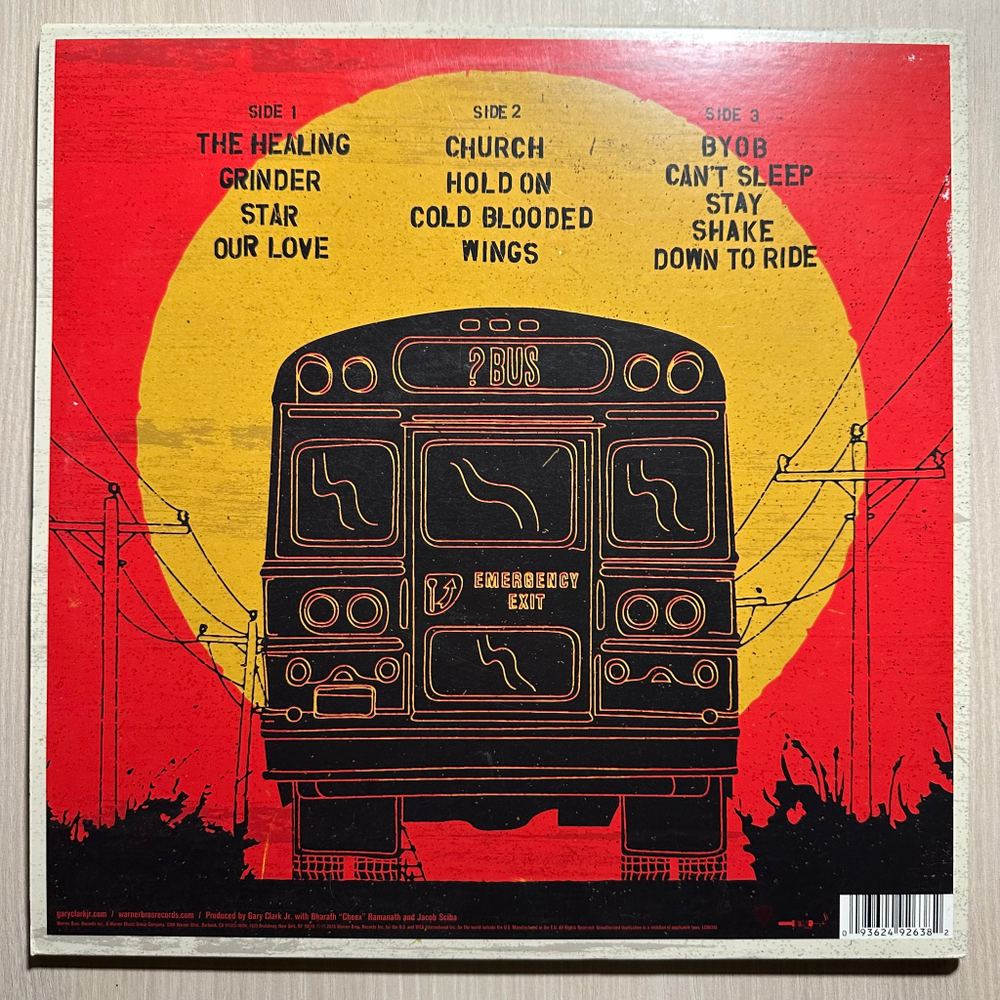 SIDE 1
THE HEALING
GRINDER
STAR
OUR LOVE
SIDE 2
CHURCH
HOLD ON
COLD BLOODED
WINGS
SIDE 3
BYOB
CAN'T SLEEP
STAY
SHAKE
DOWN TO RIDE
? BUS
EMERGENCY
EXIT
garyclarkjr.com / warnerbrosrecords.com / Produced by Gary Clark Jr. with Bharath "Cheex" Ramanath and Jacob Sciba
0 93624 92638 2